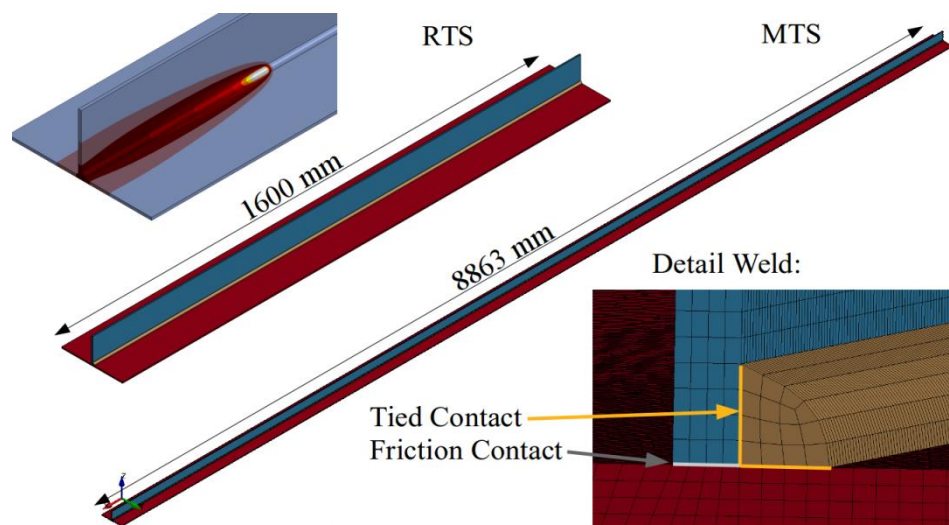 RTS
MTS
1600 mm
8863 mm
Detail Weld:
Tied Contact
Friction Contact
z